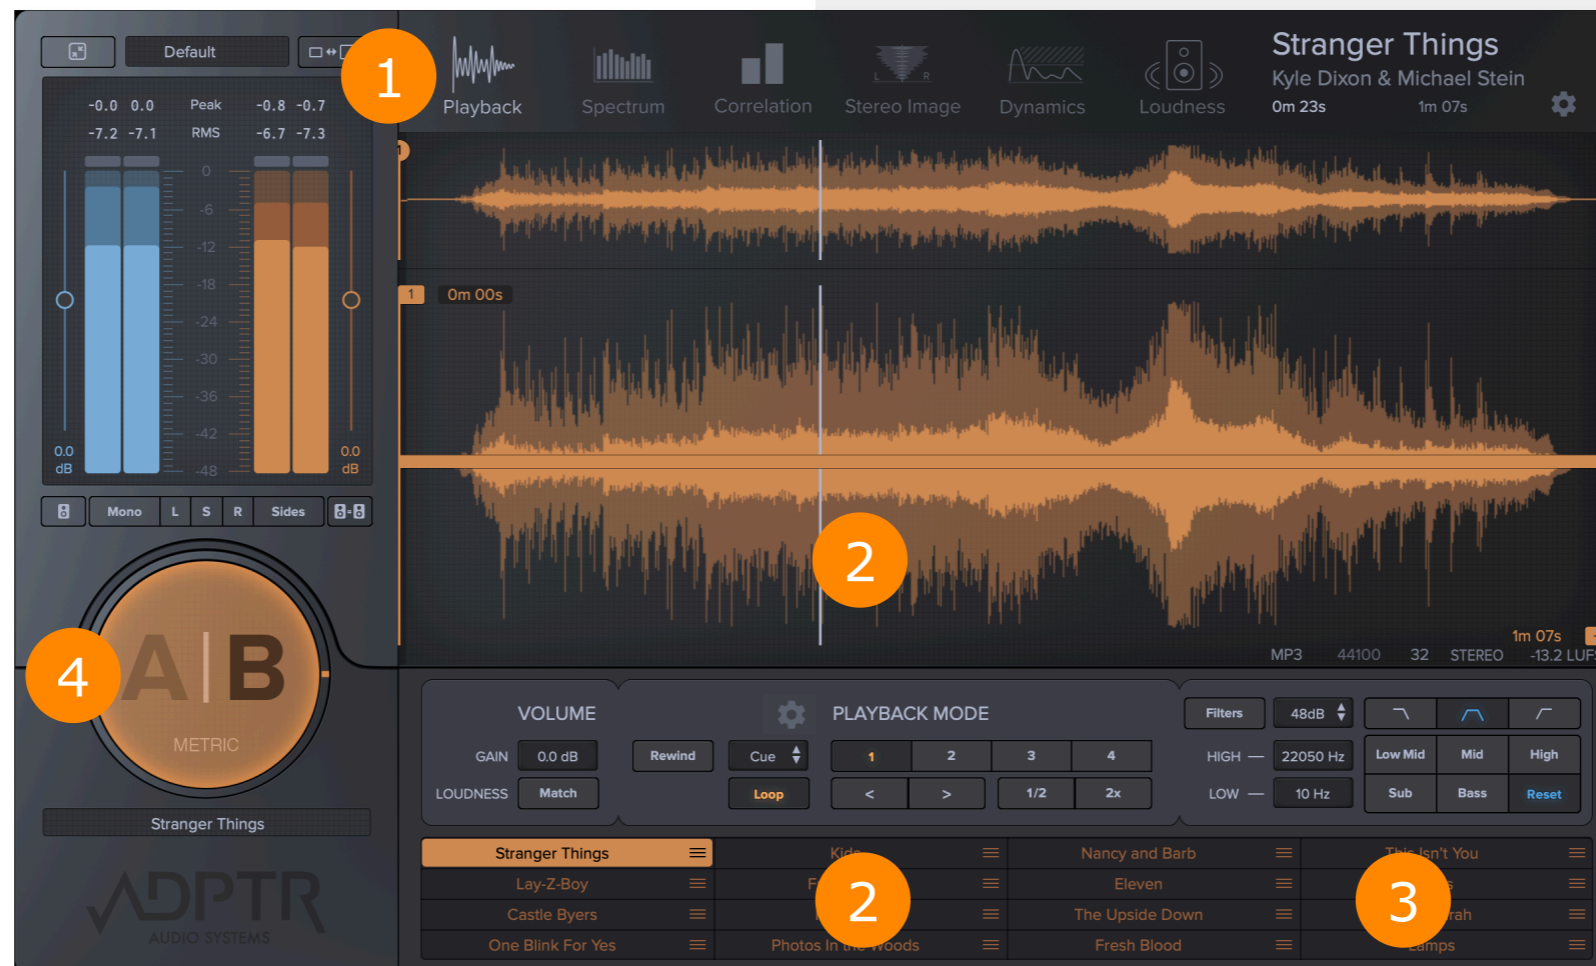 Default
-0.0 0.0 Peak -0.8 -0.7
-7.2 -7.1 RMS -6.7 -7.3
0
-6
-12
-18
-24
-30
-36
-42
-48
0.0 dB
0.0 dB
Mono L S R Sides
A|B
METRIC
4
Stranger Things
ADPTR
AUDIO SYSTEMS
1
Playback Spectrum Correlation Stereo Image Dynamics Loudness
L R
Stranger Things
Kyle Dixon & Michael Stein
0m 23s 1m 07s
1 0m 00s
2
1m 07s
MP3 44100 32 STEREO -13.2
VOLUME
GAIN 0.0 dB
LOUDNESS Match
PLAYBACK MODE
Rewind Cue 1 2 3 4
Loop < > 1/2 2x
Filters 48dB
HIGH 22050 Hz Low Mid Mid High
LOW 10 Hz Sub Bass Reset
Stranger Things Nancy and Barb This Isn't You
Lay-Z-Boy Eleven
Castle Byers The Upside Down
One Blink For Yes Photos In the Woods Fresh Blood Lamps
2
3